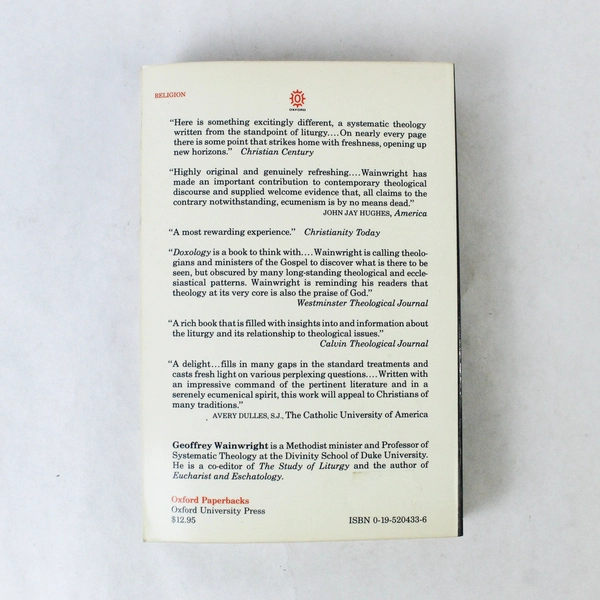 RELIGION
OXFORD
“Here is something excitingly different, a systematic theology
written from the standpoint of liturgy....On nearly every page
there is some point that strikes home with freshness, opening up
new horizons.” Christian Century
“Highly original and genuinely refreshing....Wainwright has
made an important contribution to contemporary theological
discourse and supplied welcome evidence that, all claims to the
contrary notwithstanding, ecumenism is by no means dead.”
JOHN JAY HUGHES, America
“A most rewarding experience.” Christianity Today
“Doxology is a book to think with....Wainwright is calling theolo-
gians and ministers of the Gospel to discover what is there to be
seen, but obscured by many long-standing theological and eccle-
siastical patterns. Wainwright is reminding his readers that
theology at its very core is also the praise of God.”
Westminster Theological Journal
“A rich book that is filled with insights into and information about
the liturgy and its relationship to theological issues.”
Calvin Theological Journal
“A delight...fills in many gaps in the standard treatments and
casts fresh light on various perplexing questions....Written with
an impressive command of the pertinent literature and in a
serenely ecumenical spirit, this work will appeal to Christians of
many traditions.”
AVERY DULLES, S.J., The Catholic University of America
Geoffrey Wainwright is a Methodist minister and Professor of
Systematic Theology at the Divinity School of Duke University.
He is a co-editor of The Study of Liturgy and the author of
Eucharist and Eschatology.
Oxford Paperbacks
Oxford University Press
$12.95 ISBN 0-19-520433-6